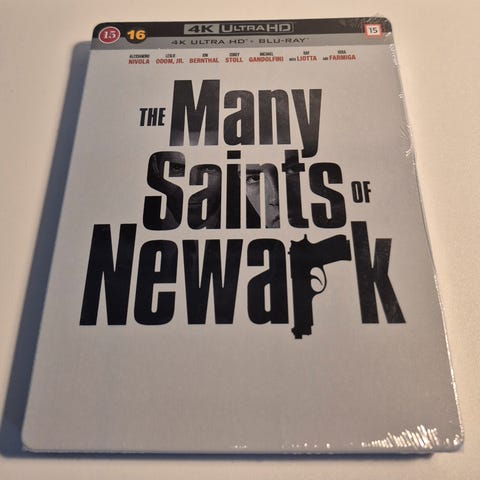 15 16 4K ULTRA HD 15
4K ULTRA HD + BLU-RAY
ALESSANDRO NIVOLA LESLIE ODOM, JR. JON BERNTHAL COREY STOLL MICHAEL GANDOLFINI WITH RAY LIOTTA AND VERA FARMIGA
THE Many
Saints OF
Newark